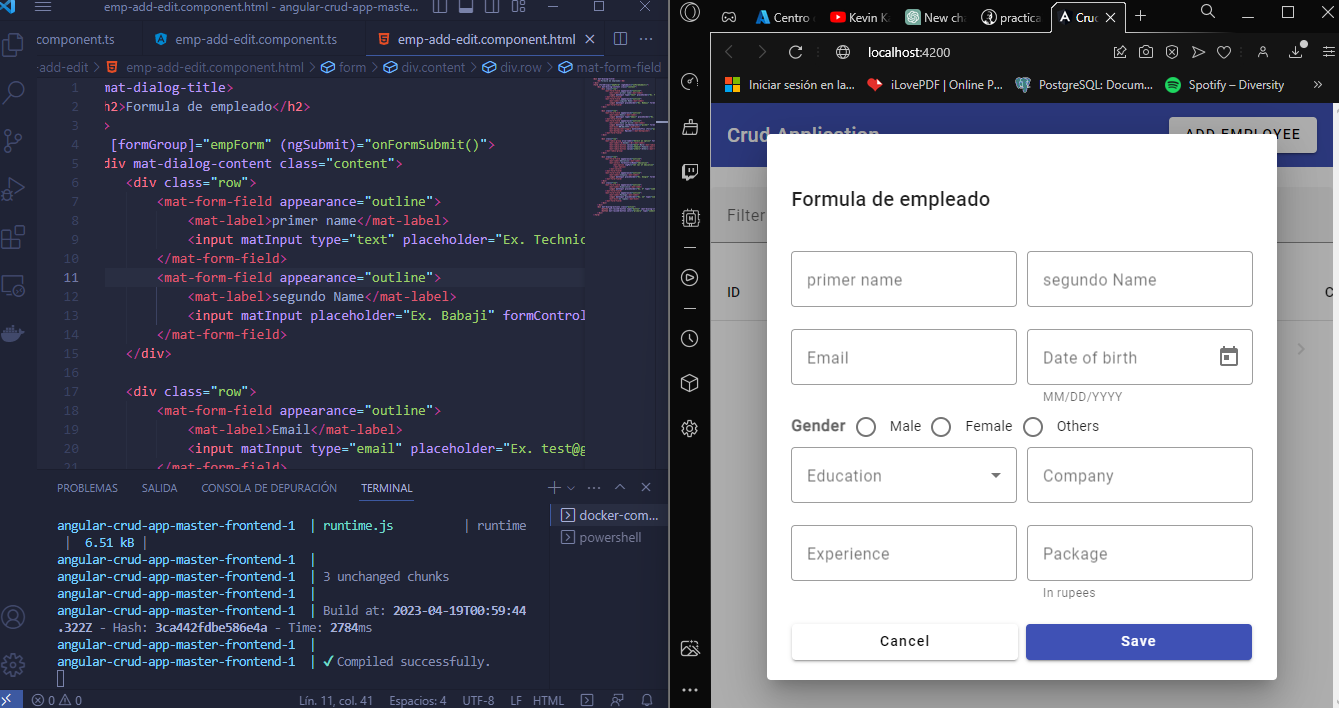 emp-add-edit.component.html - angular-crud-app-master...
component.ts
emp-add-edit.component.ts
emp-add-edit.component.html
-add-edit > emp-add-edit.component.html > form > div.content > div.row > mat-form-field
1 mat-dialog-title>
2 h2>Formula de empleado</h2>
3 >
4 [formGroup]="empForm" (ngSubmit)="onFormSubmit()">
5 div mat-dialog-content class="content">
6 <div class="row">
7 <mat-form-field appearance="outline">
8 <mat-label>primer name</mat-label>
9 <input matInput type="text" placeholder="Ex. Technic
10 </mat-form-field>
11 <mat-form-field appearance="outline">
12 <mat-label>segundo Name</mat-label>
13 <input matInput placeholder="Ex. Babaji" formControl
14 </mat-form-field>
15 </div>
16
17 <div class="row">
18 <mat-form-field appearance="outline">
19 <mat-label>Email</mat-label>
20 <input matInput type="email" placeholder="Ex. test@g
21 </mat-form-field>
PROBLEMAS SALIDA CONSOLA DE DEPURACIÓN TERMINAL
docker-com...
powershell
angular-crud-app-master-frontend-1 | runtime.js | runtime
| 6.51 kB |
angular-crud-app-master-frontend-1 |
angular-crud-app-master-frontend-1 | 3 unchanged chunks
angular-crud-app-master-frontend-1 |
angular-crud-app-master-frontend-1 | Build at: 2023-04-19T00:59:44
.322Z - Hash: 3ca442fdbe586e4a - Time: 2784ms
angular-crud-app-master-frontend-1 |
angular-crud-app-master-frontend-1 | ✓Compiled successfully.
0 0 Lín. 11, col. 41 Espacios: 4 UTF-8 LF HTML
Centro
Kevin K
New ch
practica
Cruc
localhost:4200
Iniciar sesión en la...
iLovePDF | Online P...
PostgreSQL: Docum...
Spotify – Diversity
»
Crud Application
ADD EMPLOYEE
Filter
ID
C
Formula de empleado
primer name
segundo Name
Email
Date of birth
MM/DD/YYYY
Gender Male Female Others
Education
Company
Experience
Package
In rupees
Cancel
Save